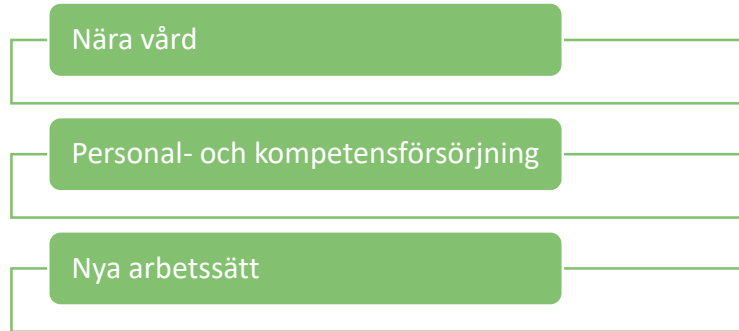 Nära vård
Personal- och kompetensförsörjning
Nya arbetssätt